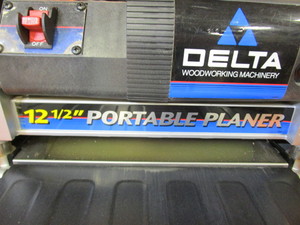 ON
OFF
DELTA
WOODWORKING MACHINERY
12 1/2" PORTABLE PLANER